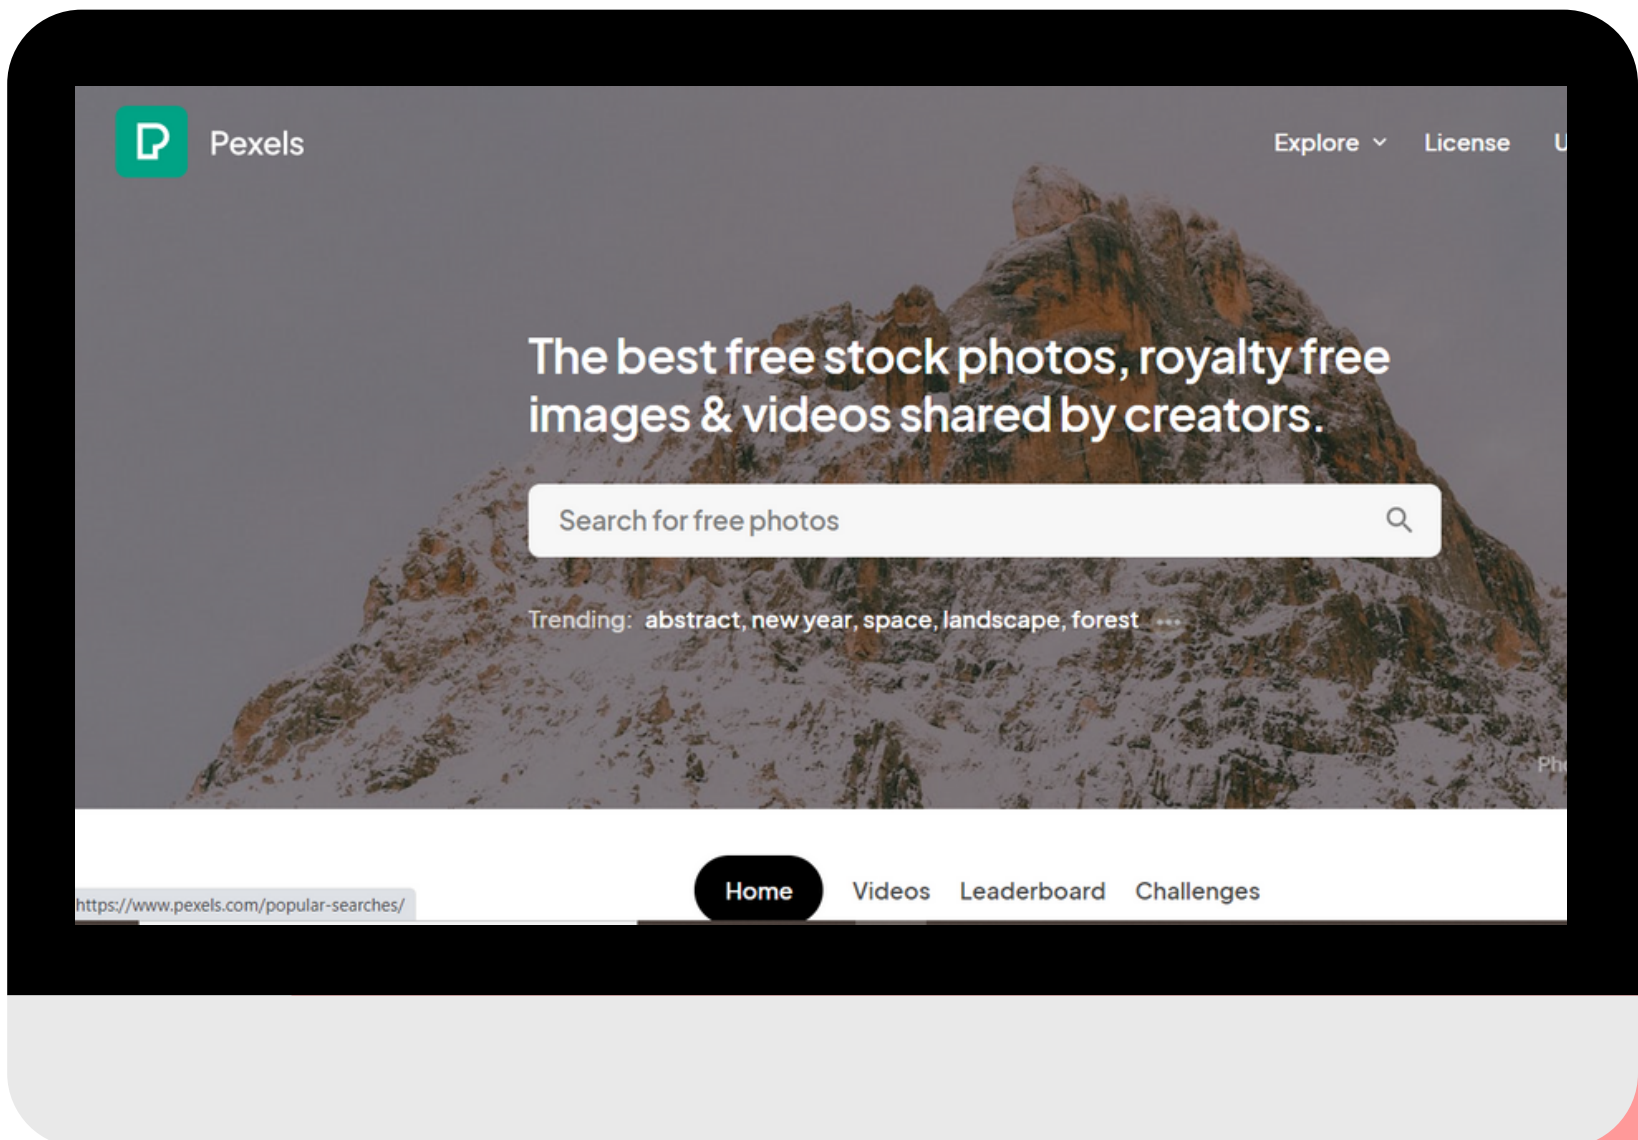 Pexels
Explore
License
The best free stock photos, royalty free
images & videos shared by creators.
Search for free photos
Trending: abstract, new year, space, landscape, forest ...
Home
Videos
Leaderboard
Challenges
https://www.pexels.com/popular-searches/